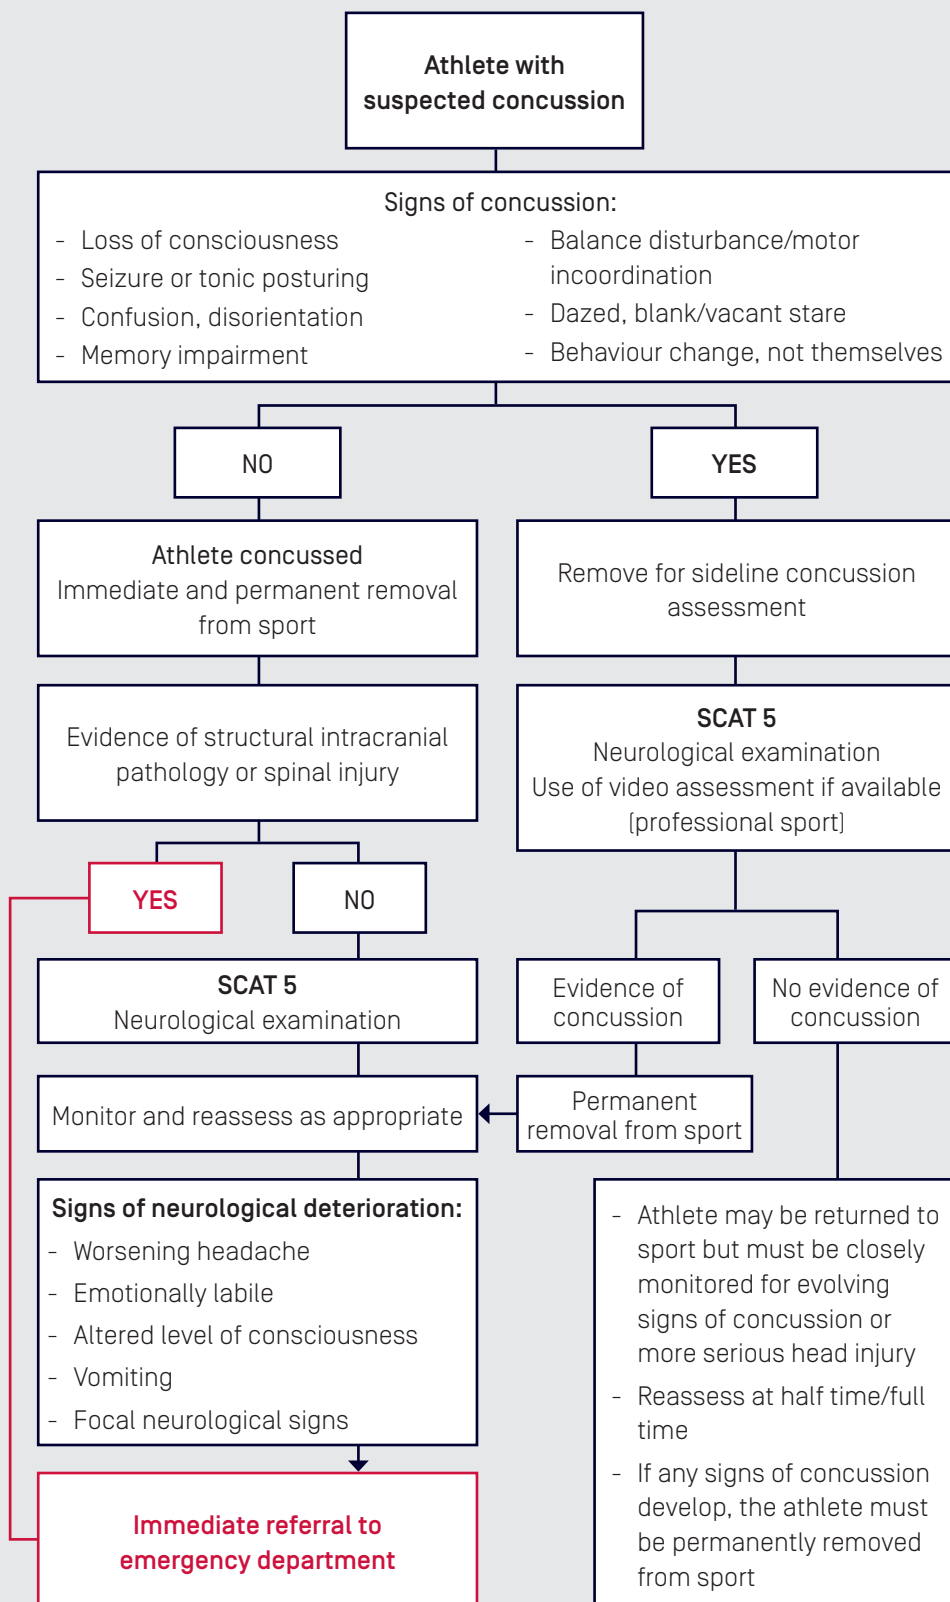 Athlete with
suspected concussion
Signs of concussion:
- Loss of consciousness
- Seizure or tonic posturing
- Confusion, disorientation
- Memory impairment
- Balance disturbance/motor
incoordination
- Dazed, blank/vacant stare
- Behaviour change, not themselves
NO
YES
Athlete concussed
Immediate and permanent removal
from sport
Remove for sideline concussion
assessment
Evidence of structural intracranial
pathology or spinal injury
SCAT 5
Neurological examination
Use of video assessment if available
(professional sport)
YES
NO
SCAT 5
Neurological examination
Evidence of
concussion
No evidence of
concussion
Monitor and reassess as appropriate
Permanent
removal from sport
Signs of neurological deterioration:
- Worsening headache
- Emotionally labile
- Altered level of consciousness
- Vomiting
- Focal neurological signs
- Athlete may be returned to
sport but must be closely
monitored for evolving
signs of concussion or
more serious head injury
- Reassess at half time/full
time
- If any signs of concussion
develop, the athlete must
be permanently removed
from sport
Immediate referral to
emergency department